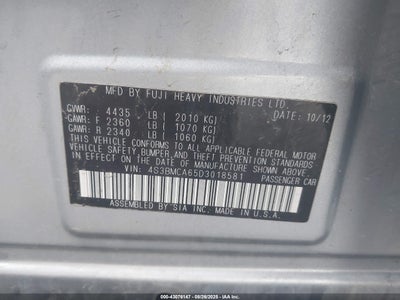 MFD BY FUJI HEAVY INDUSTRIES LTD.
GVWR: 4435 LB ( 2010 KG) DATE: 10/12
GAWR: F 2360 LB ( 1070 KG)
GAWR: R 2340 LB ( 1060 KG)
THIS VEHICLE CONFORMS TO ALL APPLICABLE FEDERAL MOTOR
VEHICLE SAFETY, BUMPER, AND THEFT PREVENTION STANDARDS
IN EFFECT ON THE DATE OF MANUFACTURE SHOWN ABOVE.
VIN: 4S3BMCA65D3018581 PASSENGER CAR
ASSEMBLED BY SIA INC. MADE IN U.S.A.
000-43079147 - 09/29/2025 - IAAI.COM